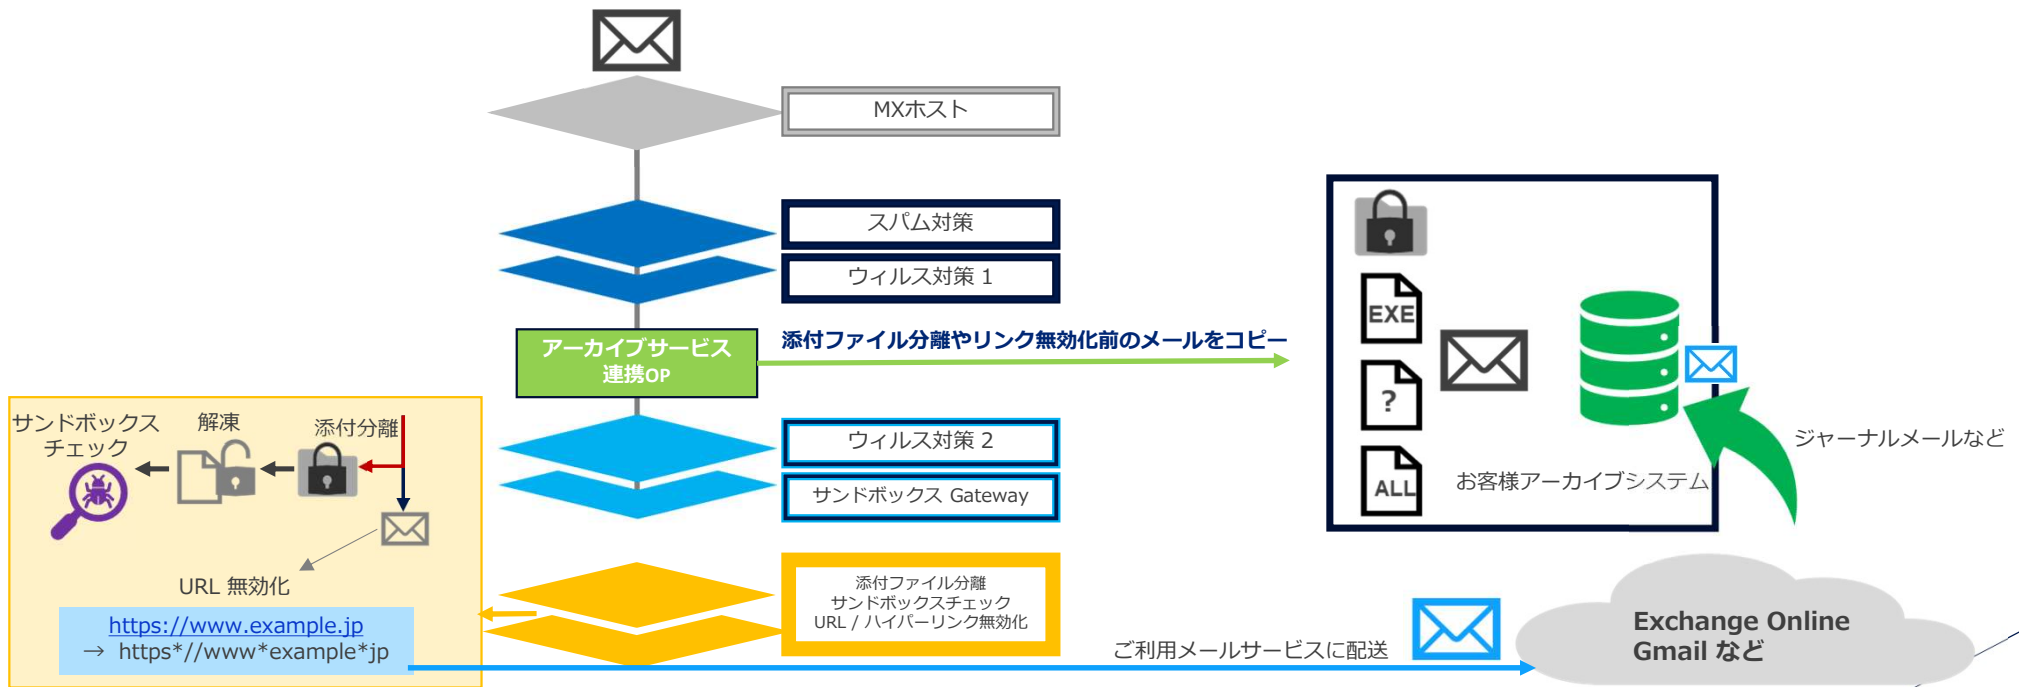 MXホスト
スパム対策
ウィルス対策 1
アーカイブサービス
連携OP
添付ファイル分離やリンク無効化前のメールをコピー
EXE
?
ALL
お客様アーカイブシステム
ジャーナルメールなど
ウィルス対策 2
サンドボックス Gateway
サンドボックス
チェック
解凍
添付分離
URL 無効化
https://www.example.jp
→ https*//www*example*jp
添付ファイル分離
サンドボックスチェック
URL / ハイパーリンク無効化
ご利用メールサービスに配送
Exchange Online
Gmail など